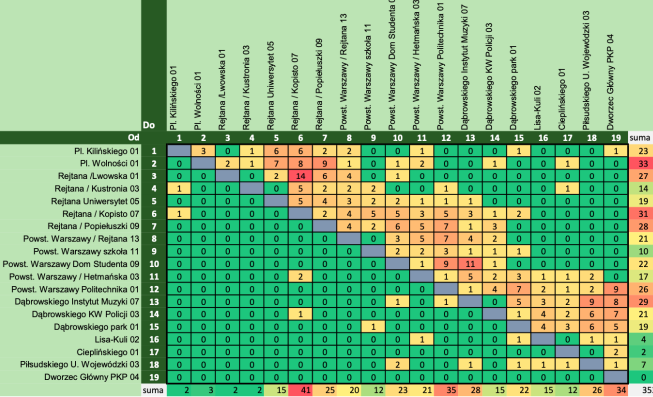 Pl. Kilińskiego 01
Pl. Wolności 01
Rejtana /Lwowska 01
Rejtana / Kustronia 03
Rejtana Uniwersytet 05
Rejtana / Kopisto 07
Rejtana / Popiełuszki 09
Powst. Warszawy / Rejtana 13
Powst. Warszawy szkoła 11
Powst. Warszawy Dom Studenta
Powst. Warszawy / Hetmańska 03
Powst. Warszawy Politechnika 01
Dąbrowskiego Instytut Muzyki 07
Dąbrowskiego KW Policji 03
Dąbrowskiego park 01
Lisa-Kuli 02
Cieplińskiego 01
Piłsudskiego U. Wojewódzki 03
Dworzec Główny PKP 04
Do
Od 1 2 3 4 5 6 7 8 9 10 11 12 13 14 15 16 17 18 19 suma
Pl. Kilińskiego 01 1 3 0 1 6 6 2 2 0 0 1 0 0 0 1 0 0 0 1 23
Pl. Wolności 01 2 0 2 1 7 8 9 1 0 1 2 0 0 1 0 0 1 0 0 33
Rejtana /Lwowska 01 3 0 0 0 2 14 6 4 0 1 0 0 0 0 0 0 0 0 0 27
Rejtana / Kustronia 03 4 1 0 0 0 5 2 2 2 0 0 1 0 0 0 0 1 0 0 14
Rejtana Uniwersytet 05 5 0 0 0 0 5 4 3 2 2 1 1 1 0 0 0 0 0 0 19
Rejtana / Kopisto 07 6 1 0 0 0 0 2 4 5 5 3 5 3 1 2 0 0 0 0 31
Rejtana / Popiełuszki 09 7 0 0 0 0 0 0 4 2 6 5 7 1 3 0 0 0 0 0 28
Powst. Warszawy / Rejtana 13 8 0 0 0 0 0 0 0 0 3 5 7 4 2 0 0 0 0 0 21
Powst. Warszawy szkoła 11 9 0 0 0 0 0 0 0 0 2 2 3 1 1 1 0 0 0 0 10
Powst. Warszawy Dom Studenta 09 10 0 0 0 0 0 0 0 0 0 1 9 11 1 0 0 0 0 0 22
Powst. Warszawy / Hetmańska 03 11 0 0 0 0 0 2 0 0 0 0 1 5 2 3 1 1 2 0 17
Powst. Warszawy Politechnika 01 12 0 0 0 0 0 0 0 0 0 0 0 1 4 7 2 1 2 9 26
Dąbrowskiego Instytut Muzyki 07 13 0 0 0 0 0 0 0 0 0 1 0 1 0 5 3 2 9 8 29
Dąbrowskiego KW Policji 03 14 0 0 0 0 0 1 0 0 0 0 0 0 0 2 4 1 6 7 21
Dąbrowskiego park 01 15 0 0 0 0 0 0 0 0 1 0 0 0 0 0 4 3 6 5 19
Lisa-Kuli 02 16 0 0 0 0 0 0 0 0 0 0 1 0 0 0 1 0 1 1 4
Cieplińskiego 01 17 0 0 0 0 0 0 0 0 0 0 0 0 0 0 0 0 0 2 2
Piłsudskiego U. Wojewódzki 03 18 0 0 0 0 0 0 0 0 0 2 0 0 1 0 0 1 2 1 7
Dworzec Główny PKP 04 19 0 0 0 0 0 0 0 0 0 0 0 0 0 0 0 0 0 0 0
suma 2 3 2 2 15 41 25 20 12 23 21 35 28 15 22 15 12 26 34 353